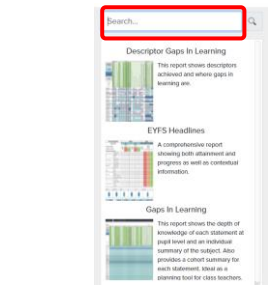 Search...
Descriptor Gaps In Learning
This report shows descriptors
achieved and where gaps in
learning are.
EYFS Headlines
A comprehensive report
showing both attainment and
progress as well as contextual
information.
Gaps In Learning
This report shows the depth of
knowledge of each statement at
pupil level and an individual
summary of the subject. Also
provides a cohort summary for
each statement. Ideal as a
planning tool for class teachers.